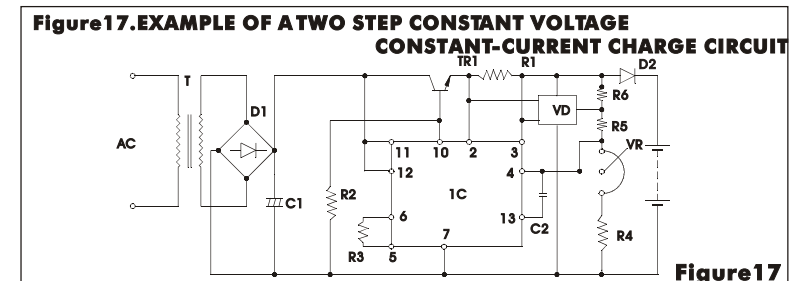 Figure17.EXAMPLE OF A TWO STEP CONSTANT VOLTAGE
CONSTANT-CURRENT CHARGE CIRCUIT
TR1 R1
D2
T
R6
D1
VD
R5
AC
11 10 2 3
VR
12
4
R2
1C
C1
6
13
C2
7
R4
R3
5
Figure17